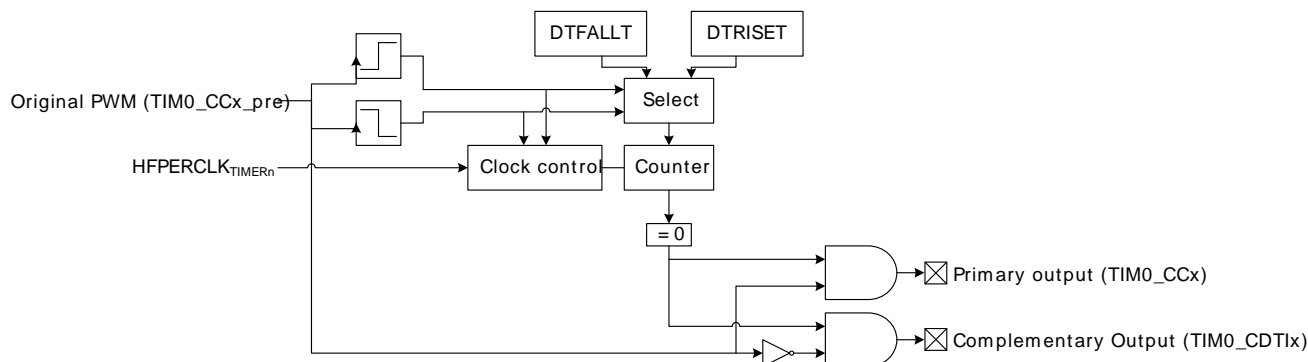 DTFALLT
DTRISET
Original PWM (TIM0_CCx_pre)
Select
HFPERCLKTIMERn
Clock control
Counter
= 0
Primary output (TIM0_CCx)
Complementary Output (TIM0_CDTIx)